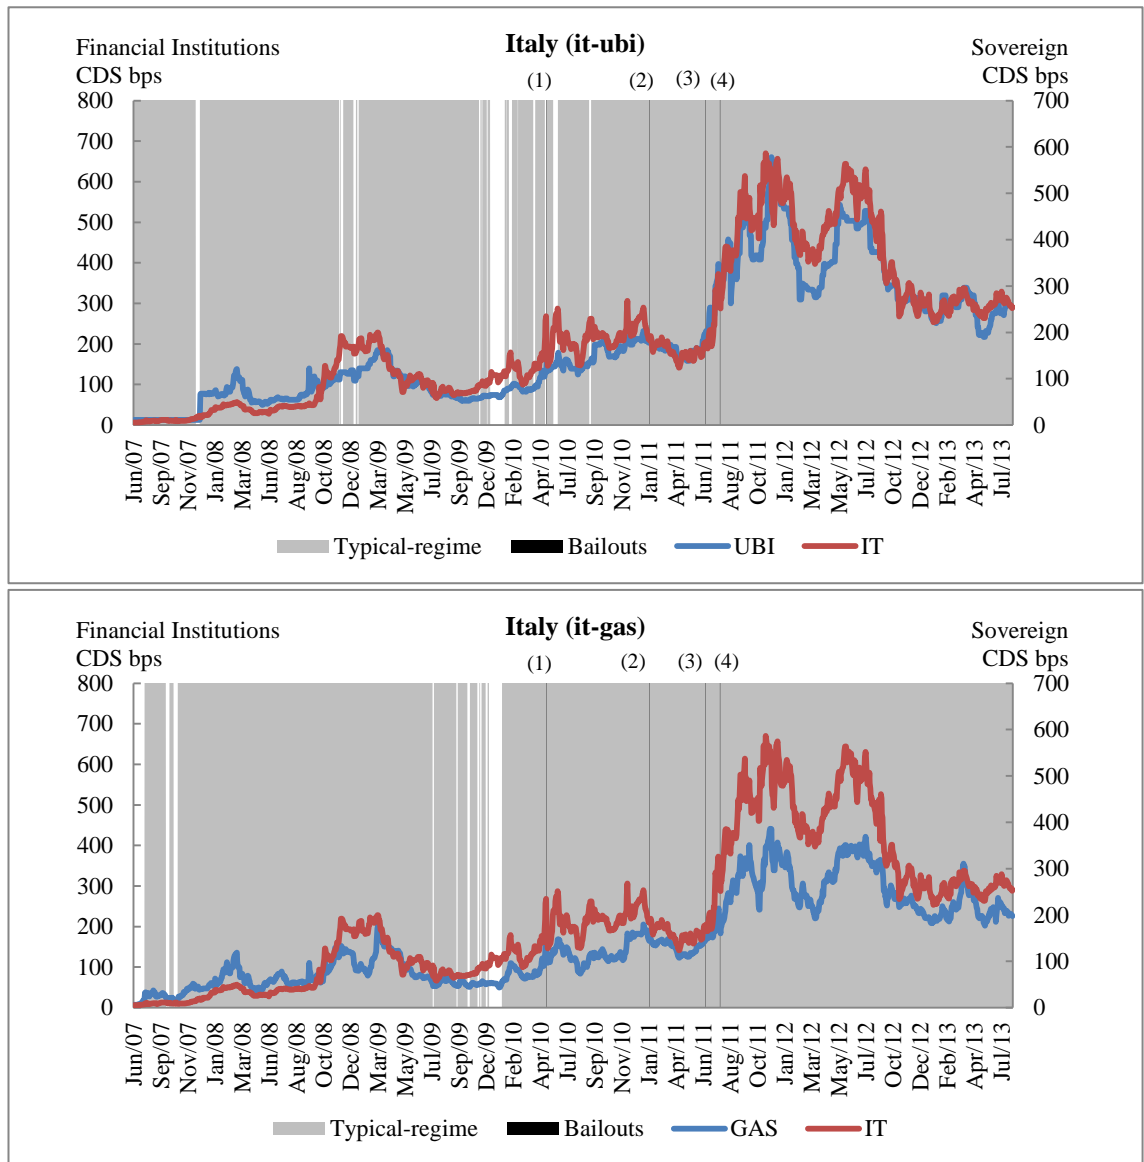 Financial Institutions
CDS bps
Italy (it-ubi)
Sovereign
CDS bps
(1) (2) (3) (4)
800 700
700 600
600 500
500 400
400 300
300 200
200 100
100 0
0
Jun/07 Sep/07 Nov/07 Jan/08 Mar/08 Jun/08 Aug/08 Oct/08 Dec/08 Mar/09 May/09 Jul/09 Sep/09 Dec/09 Feb/10 Apr/10 Jun/10 Sep/10 Nov/10 Jan/11 Apr/11 Jun/11 Aug/11 Oct/11 Jan/12 Mar/12 May/12 Jul/12 Oct/12 Dec/12 Feb/13 Apr/13 Jul/13
Typical-regime Bailouts UBI IT
Financial Institutions
CDS bps
Italy (it-gas)
Sovereign
CDS bps
(1) (2) (3) (4)
800 700
700 600
600 500
500 400
400 300
300 200
200 100
100 0
0
Jun/07 Sep/07 Nov/07 Jan/08 Mar/08 Jun/08 Aug/08 Oct/08 Dec/08 Mar/09 May/09 Jul/09 Sep/09 Dec/09 Feb/10 Apr/10 Jun/10 Sep/10 Nov/10 Jan/11 Apr/11 Jun/11 Aug/11 Oct/11 Jan/12 Mar/12 May/12 Jul/12 Oct/12 Dec/12 Feb/13 Apr/13 Jul/13
Typical-regime Bailouts GAS IT